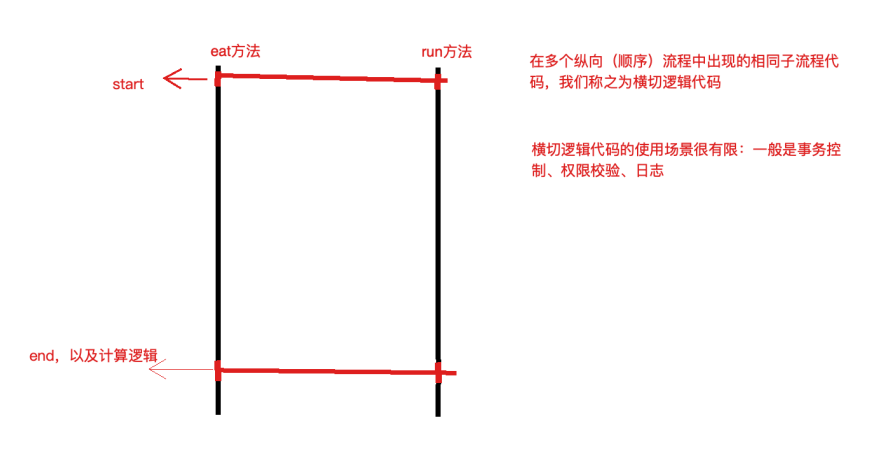 eat方法
run方法
start
在多个纵向（顺序）流程中出现的相同子流程代
码，我们称之为横切逻辑代码
横切逻辑代码的使用场景很有限：一般是事务控
制、权限校验、日志
end，以及计算逻辑